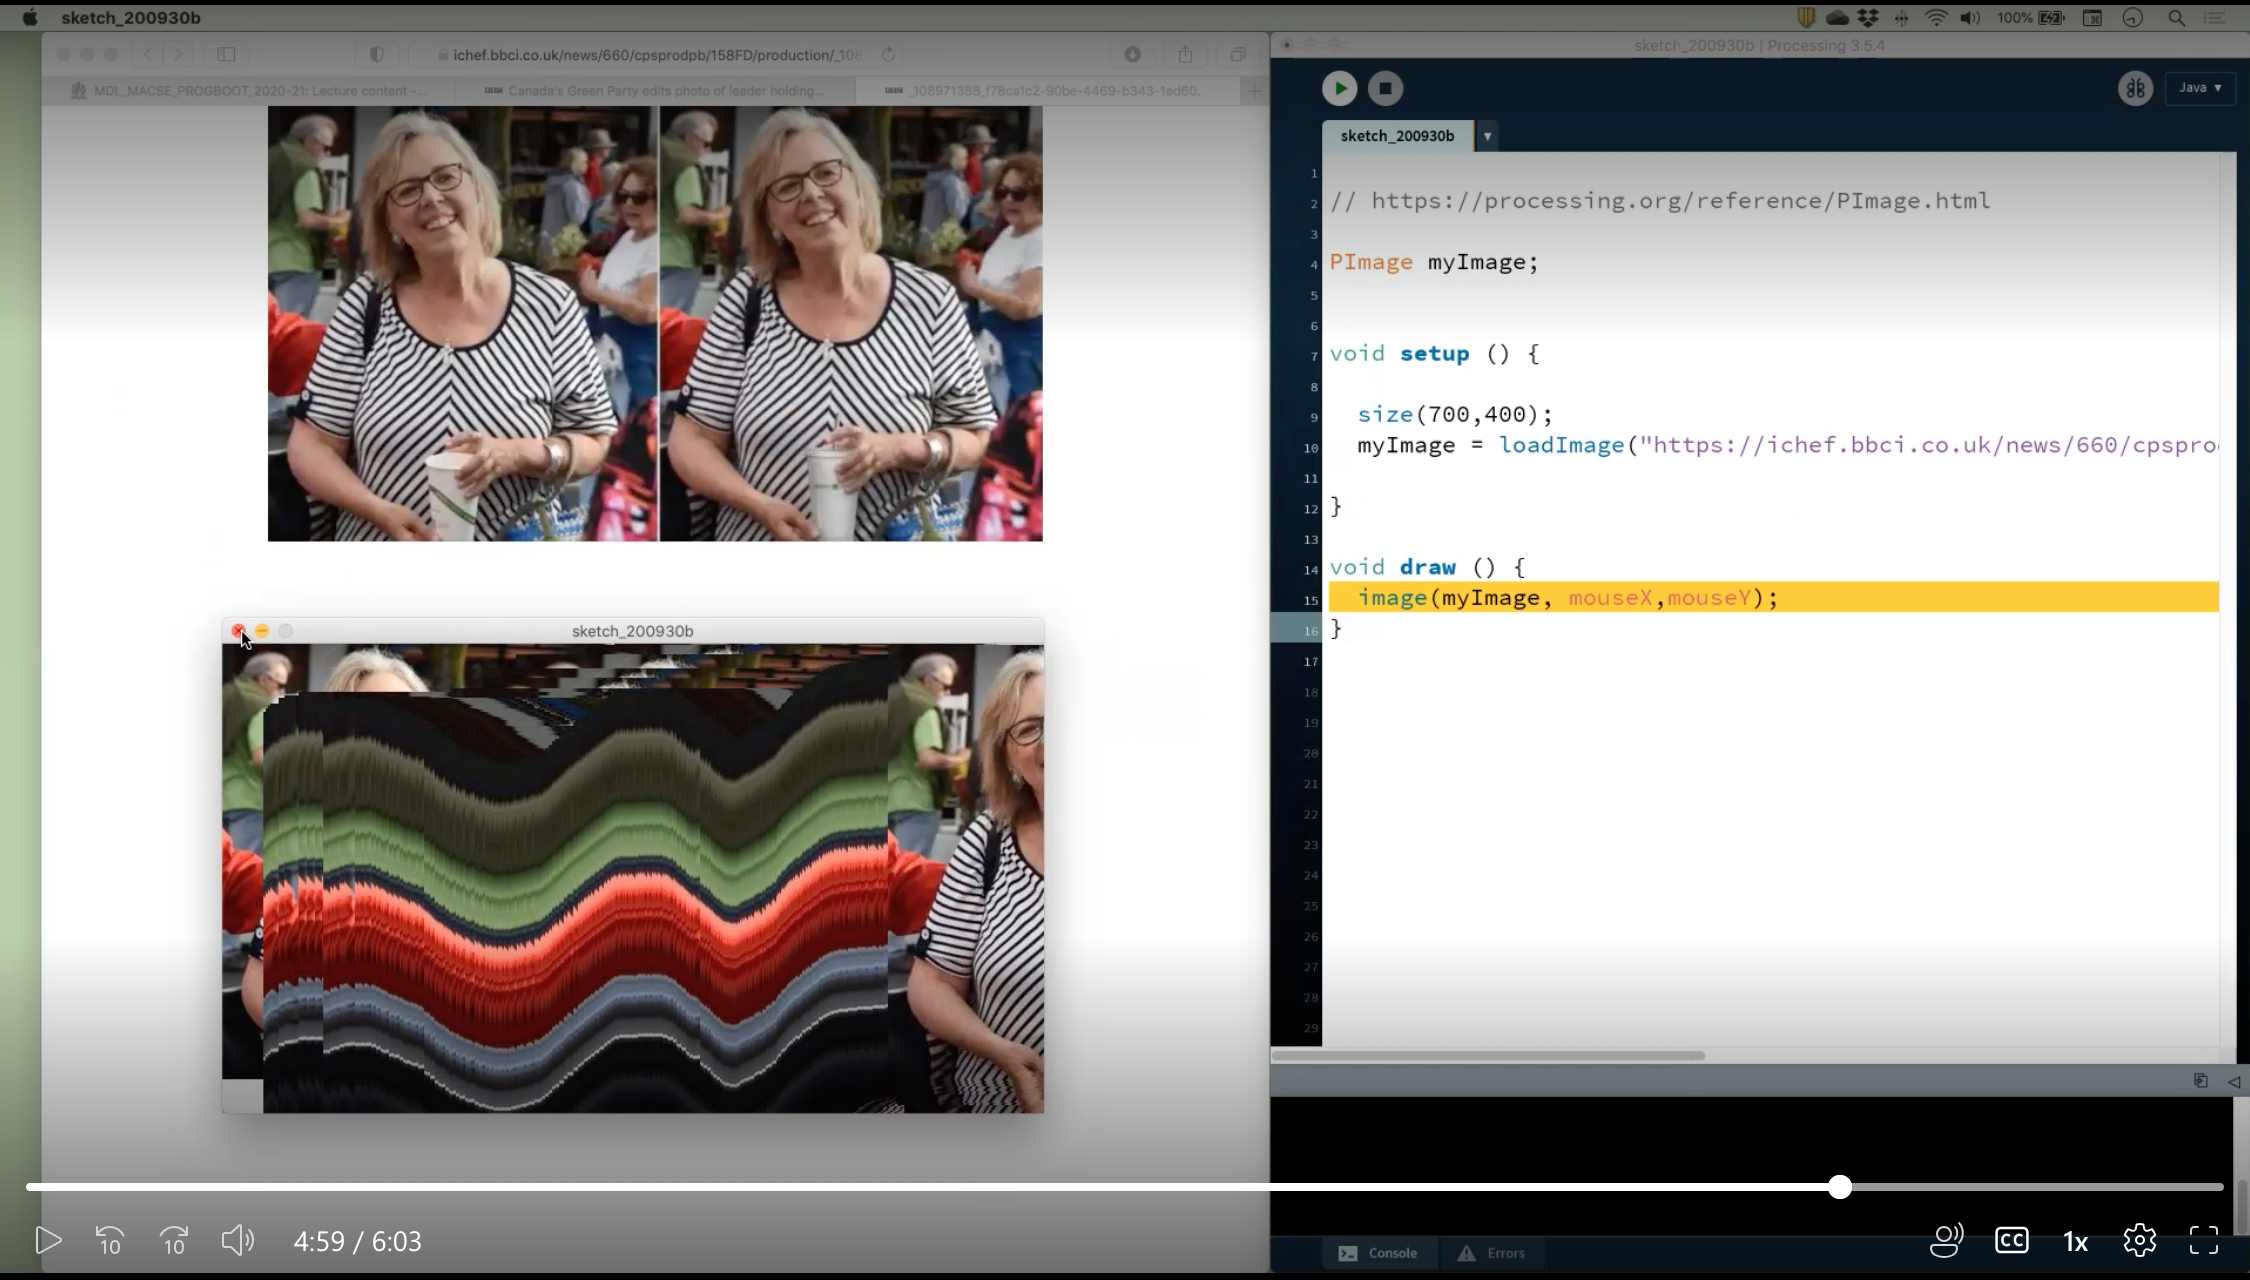 sketch_200930b
100%
ichef.bbci.co.uk/news/660/cpsprodpb/158FD/production/_108
MDL_MACSE_PROGBOOT_2020-21: Lecture content -...
Canada's Green Party edits photo of leader holding...
_108971388_f78ca1c2-90be-4469-b343-1ed60...
sketch_200930b | Processing 3.5.4
Java
sketch_200930b
1
2 // https://processing.org/reference/PImage.html
3
4 PImage myImage;
5
6
7 void setup () {
8
9 size(700,400);
10 myImage = loadImage("https://ichef.bbci.co.uk/news/660/cpspro
11
12 }
13
14 void draw () {
15 image(myImage, mouseX,mouseY);
16 }
17
18
19
20
21
22
23
24
25
26
27
28
29
sketch_200930b
Console
Errors
10
10
4:59 / 6:03
CC
1x